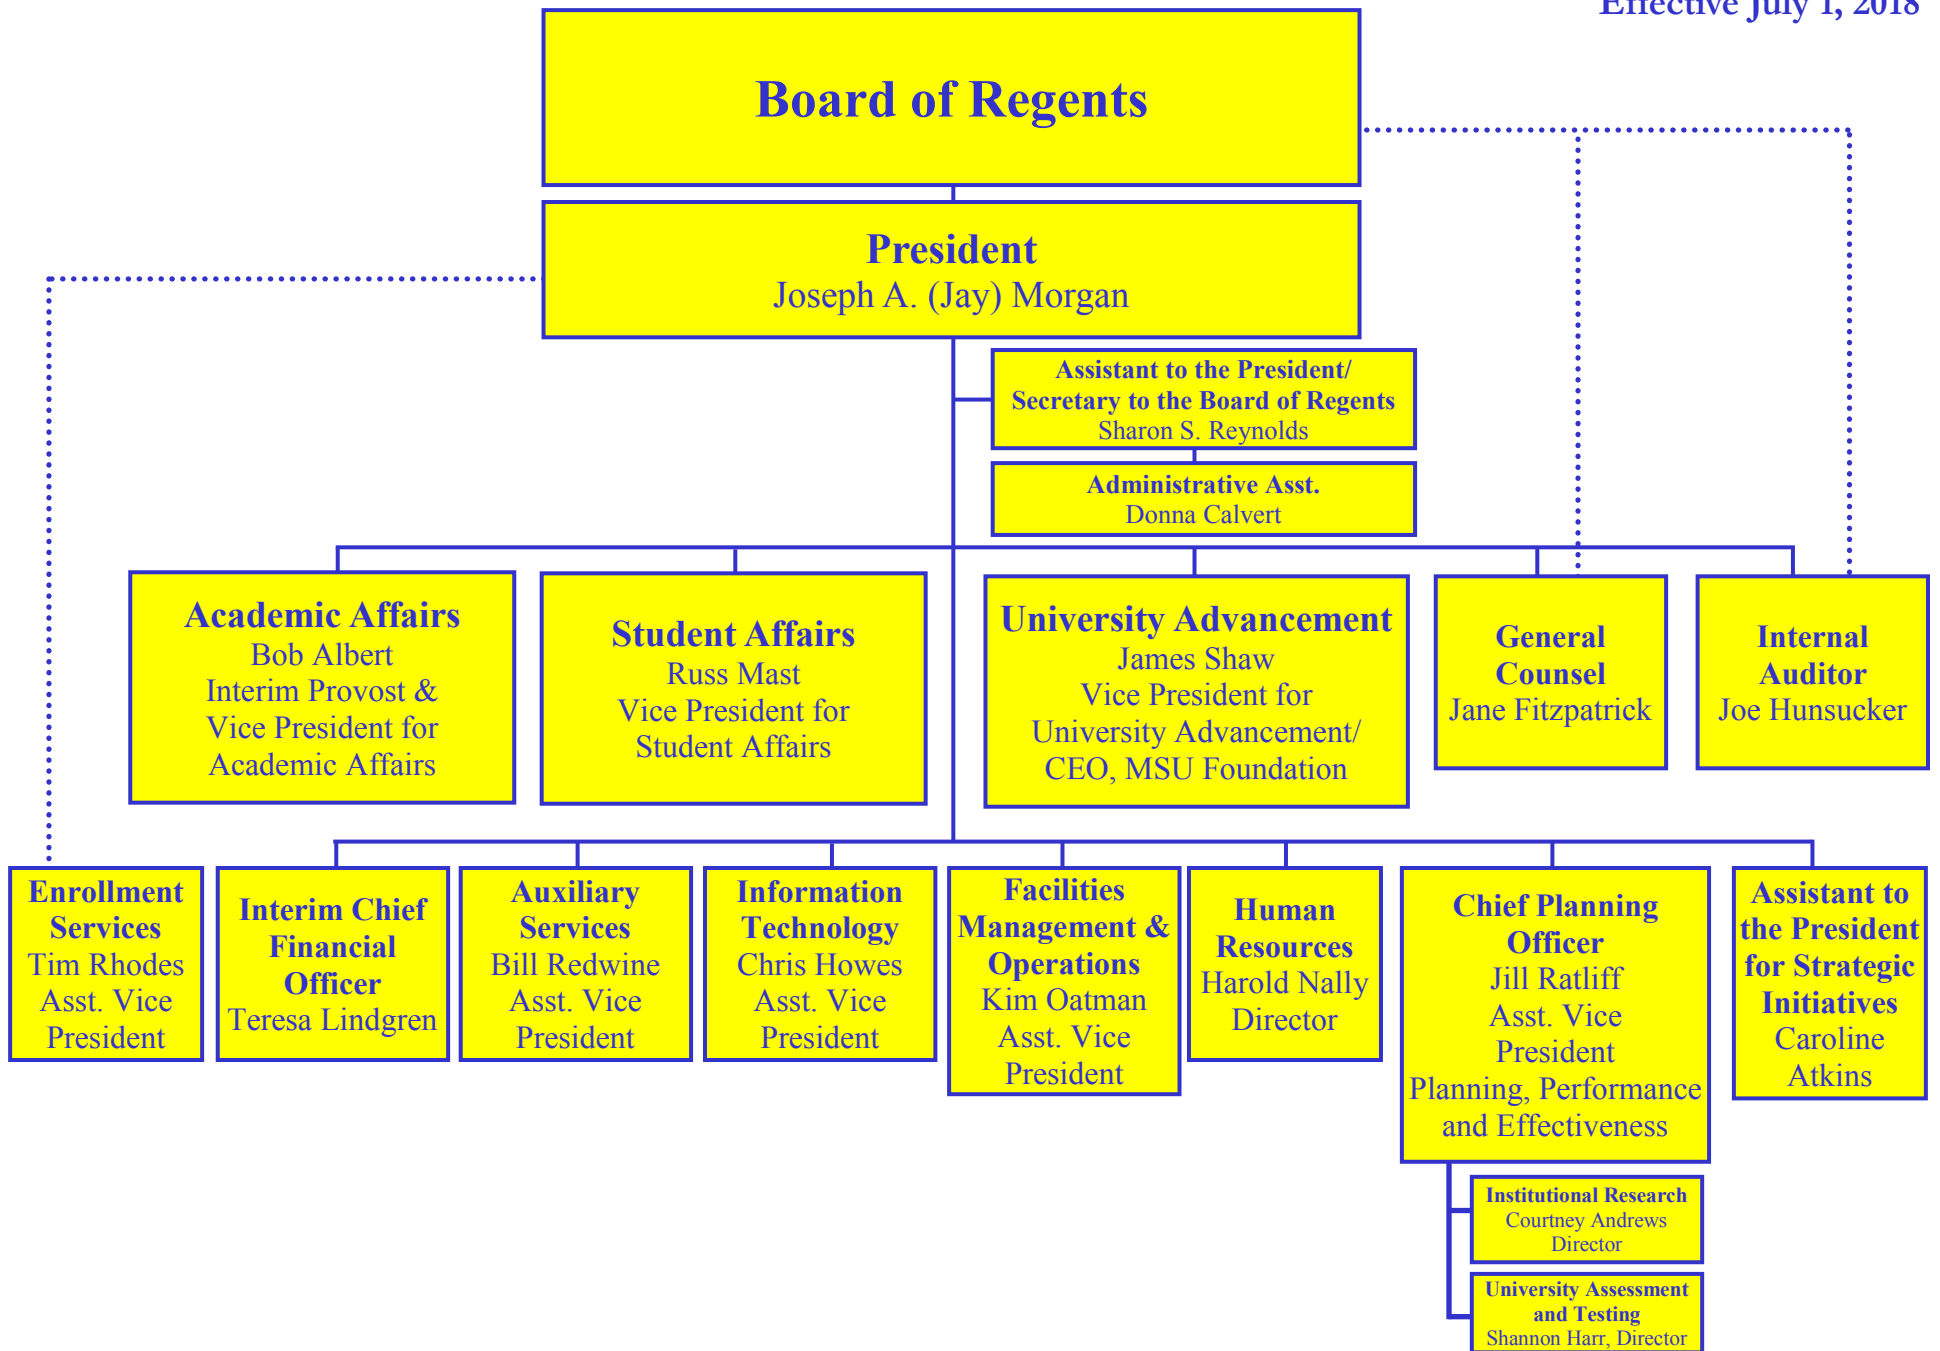 Effective July 1, 2018
Board of Regents
President
Joseph A. (Jay) Morgan
Assistant to the President/
Secretary to the Board of Regents
Sharon S. Reynolds
Administrative Asst.
Donna Calvert
Academic Affairs
Bob Albert
Interim Provost &
Vice President for
Academic Affairs
Student Affairs
Russ Mast
Vice President for
Student Affairs
University Advancement
James Shaw
Vice President for
University Advancement/
CEO, MSU Foundation
General
Counsel
Jane Fitzpatrick
Internal
Auditor
Joe Hunsucker
Enrollment
Services
Tim Rhodes
Asst. Vice
President
Interim Chief
Financial
Officer
Teresa Lindgren
Auxiliary
Services
Bill Redwine
Asst. Vice
President
Information
Technology
Chris Howes
Asst. Vice
President
Facilities
Management &
Operations
Kim Oatman
Asst. Vice
President
Human
Resources
Harold Nally
Director
Chief Planning
Officer
Jill Ratliff
Asst. Vice
President
Planning, Performance
and Effectiveness
Assistant to
the President
for Strategic
Initiatives
Caroline
Atkins
Institutional Research
Courtney Andrews
Director
University Assessment
and Testing
Shannon Harr, Director